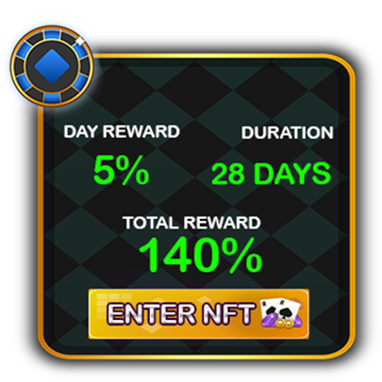 DAY REWARD
DURATION
5%
28 DAYS
TOTAL REWARD
140%
ENTER NFT